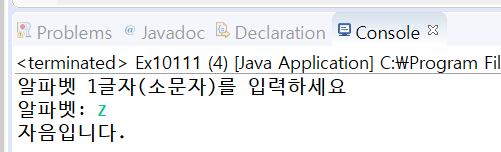 Problems @ Javadoc Declaration Console
<terminated> Ex10111 (4) [Java Application] C:₩Program Fil
알파벳 1글자(소문자)를 입력하세요
알파벳: z
자음입니다.